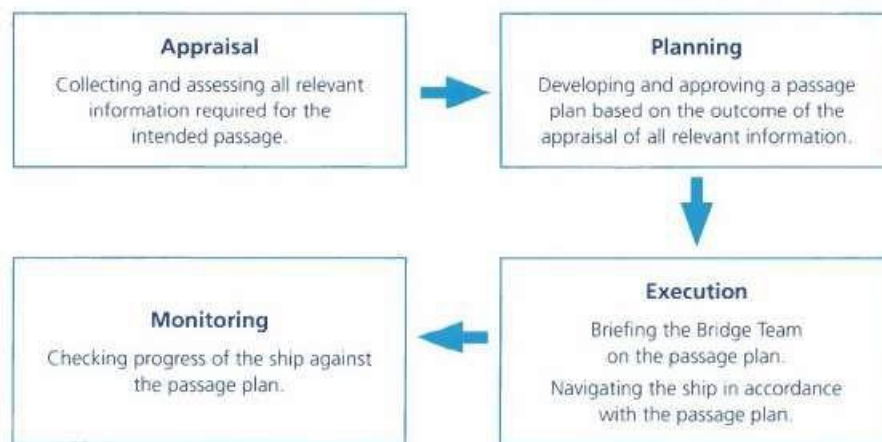 Appraisal
Collecting and assessing all relevant
information required for the
intended passage.
Planning
Developing and approving a passage
plan based on the outcome of the
appraisal of all relevant information.
Execution
Briefing the Bridge Team
on the passage plan.
Navigating the ship in accordance
with the passage plan.
Monitoring
Checking progress of the ship against
the passage plan.